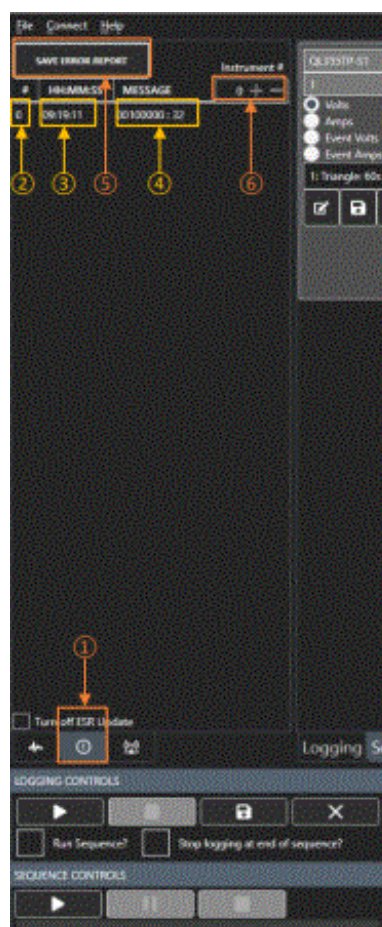 File Connect Help
SAVE ERROR REPORT
Instrument #
# HH:MM:SS MESSAGE 0 + −
0 09:19:11 00100000 : 32
② ③ ⑤ ④ ⑥
QL355TP-S1
1
Volts
Amps
Event Volts
Event Amps
1: Triangle: 60s
①
Turn off ESR Update
Logging
LOGGING CONTROLS
Run Sequence? Stop logging at end of sequence?
SEQUENCE CONTROLS